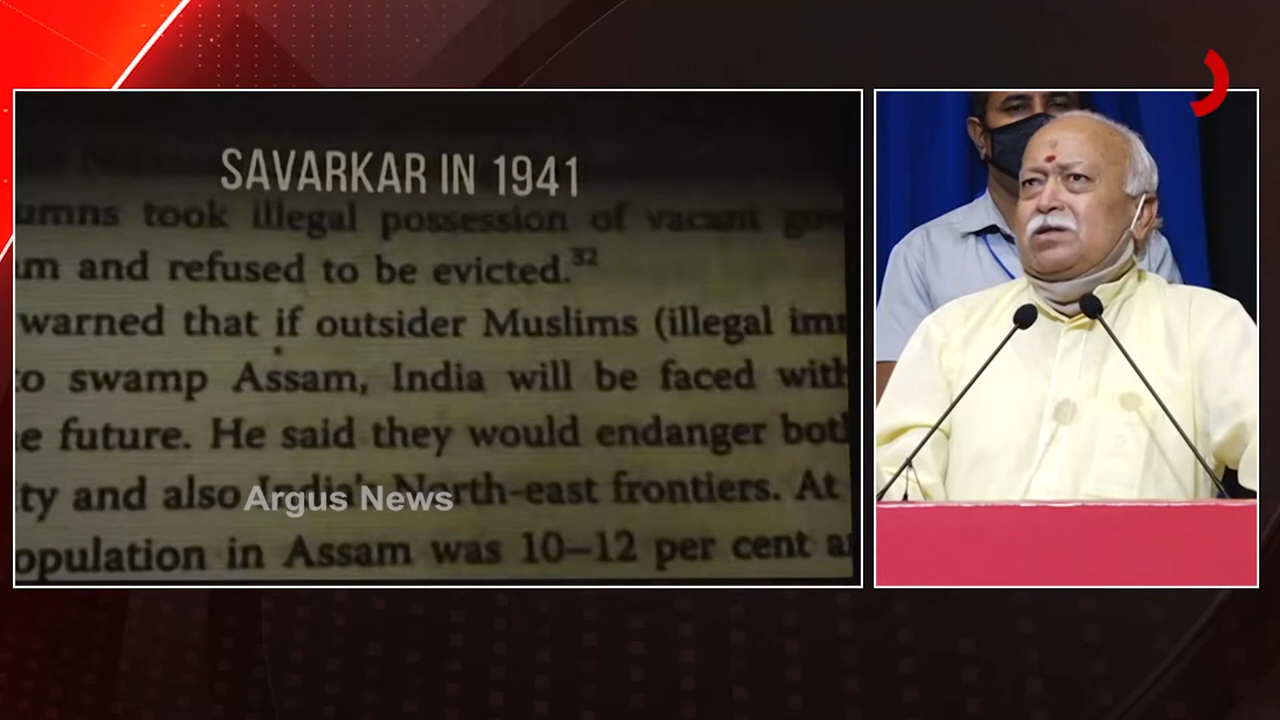 SAVARKAR IN 1941
took illegal possession of vacant
and refused to be evicted.32
warned that if outsider Muslims (illegal
swamp Assam, India will be faced with
future. He said they would endanger
and also India's North-east frontiers. At
Argus News
in Assam was 10–12 per cent